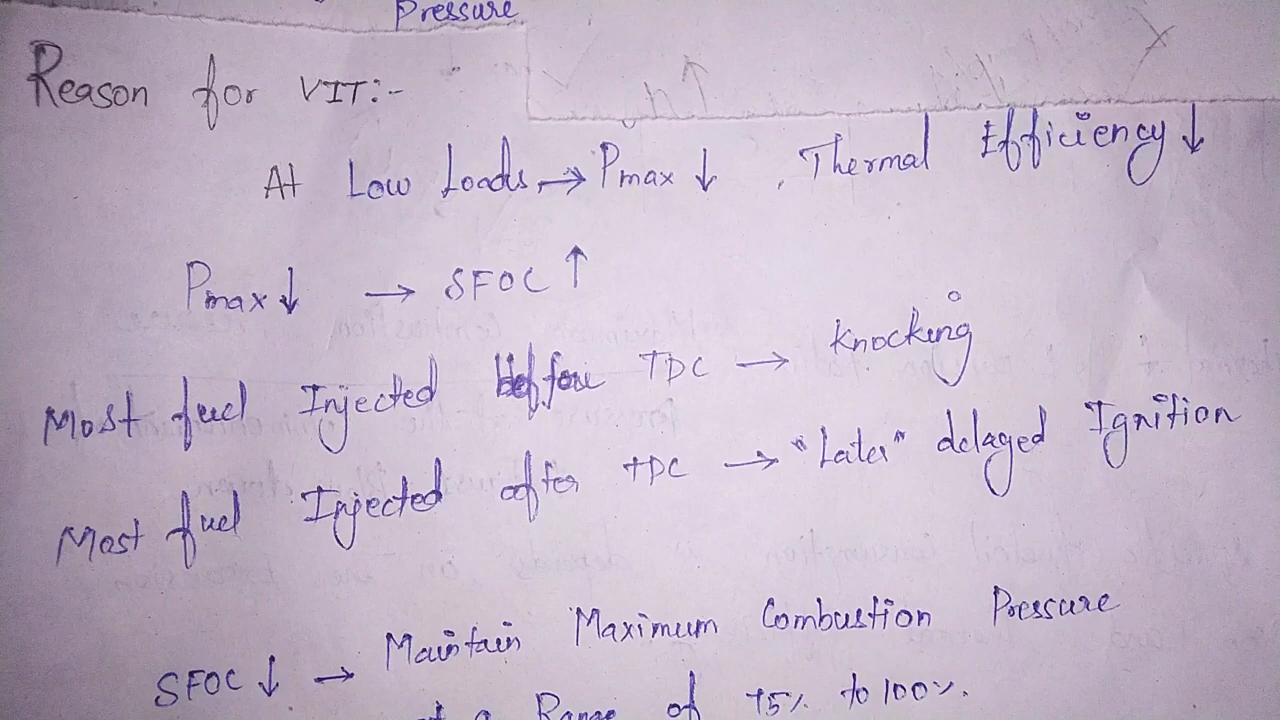 Pressure
Reason for VIT:-
At Low Loads → Pmax ↓ , Thermal Efficiency ↓
Pmax ↓ → SFOC ↑
Most fuel Injected before TDC → Knocking
Most fuel Injected after TDC → "Later" delayed Ignition
SFOC ↓ → Maintain Maximum Combustion Pressure
at a Range of 75% to 100%.